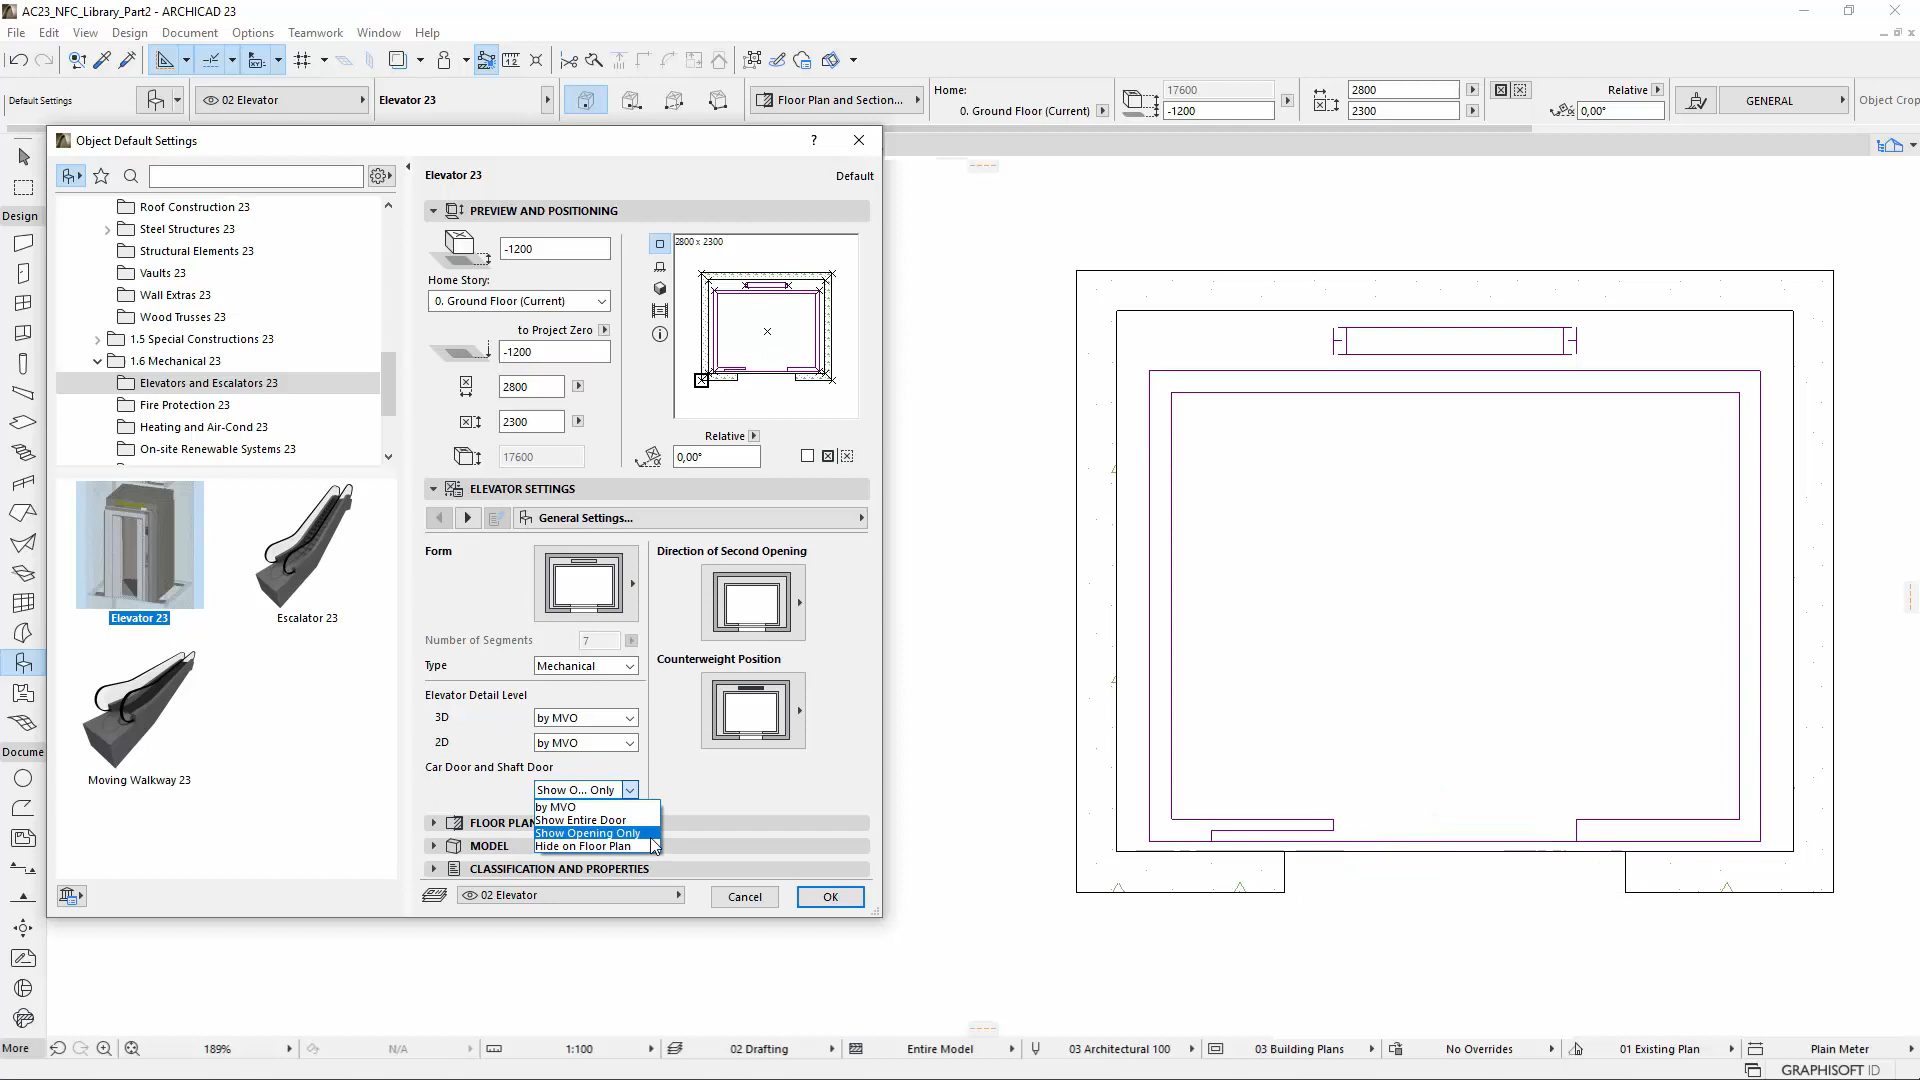 AC23_NFC_Library_Part2 - ARCHICAD 23
File Edit View Design Document Options Teamwork Window Help
Default Settings
02 Elevator
Elevator 23
Floor Plan and Section...
Home:
0. Ground Floor (Current)
17600
-1200
2800
2300
Relative
0,00°
GENERAL
Object Crop
Object Default Settings
?
Design
Docume
More
Roof Construction 23
Steel Structures 23
Structural Elements 23
Vaults 23
Wall Extras 23
Wood Trusses 23
1.5 Special Constructions 23
1.6 Mechanical 23
Elevators and Escalators 23
Fire Protection 23
Heating and Air-Cond 23
On-site Renewable Systems 23
Elevator 23
Escalator 23
Moving Walkway 23
Elevator 23
Default
PREVIEW AND POSITIONING
-1200
Home Story:
0. Ground Floor (Current)
to Project Zero
-1200
2800
2300
17600
2800 x 2300
Relative
0,00°
ELEVATOR SETTINGS
General Settings...
Form
Direction of Second Opening
Number of Segments
7
Type
Mechanical
Counterweight Position
Elevator Detail Level
3D
by MVO
2D
by MVO
Car Door and Shaft Door
Show O... Only
by MVO
Show Entire Door
Show Opening Only
Hide on Floor Plan
FLOOR PLAN
MODEL
CLASSIFICATION AND PROPERTIES
02 Elevator
Cancel
OK
189%
N/A
1:100
02 Drafting
Entire Model
03 Architectural 100
03 Building Plans
No Overrides
01 Existing Plan
Plain Meter
GRAPHISOFT ID